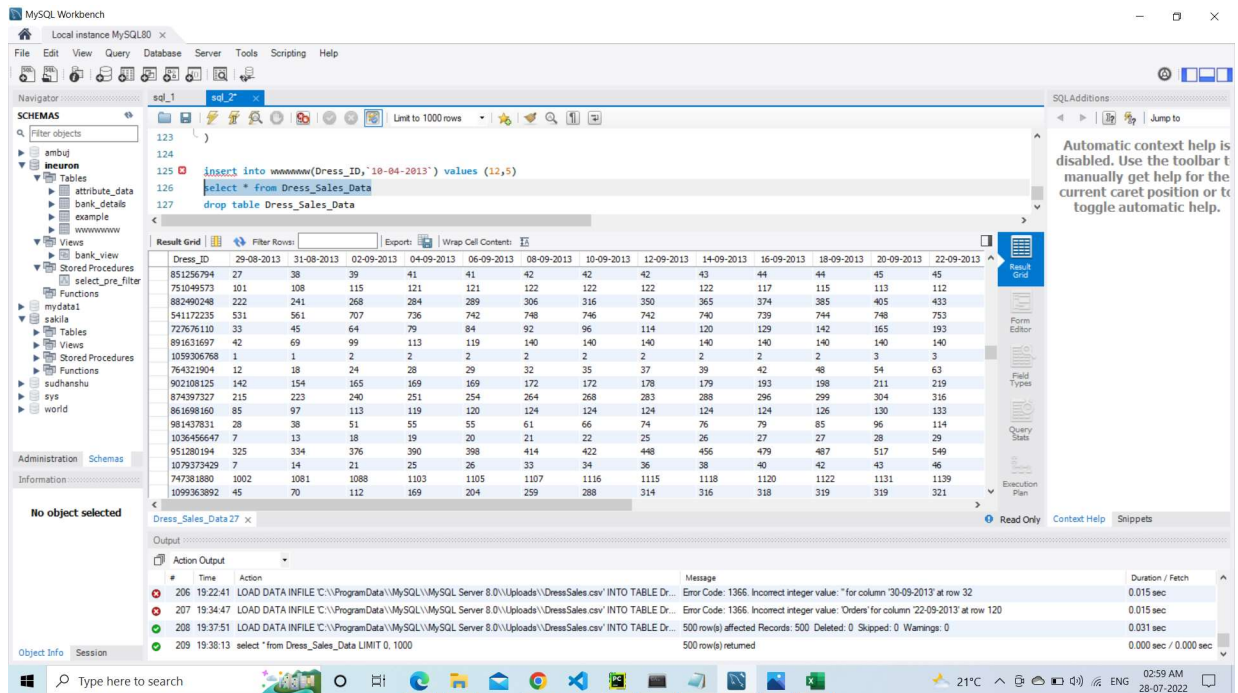 MySQL Workbench
Local instance MySQL80 ×
File Edit View Query Database Server Tools Scripting Help
Navigator
SCHEMAS
Filter objects
ambuj
ineuron
Tables
attribute_data
bank_details
example
wwwwwww
Views
bank_view
Stored Procedures
select_pre_filter
Functions
mydata1
sakila
Tables
Views
Stored Procedures
Functions
sudhanshu
sys
world
Administration Schemas
Information
No object selected
Object Info Session
sql_1 sql_2* ×
Limit to 1000 rows
123 )
124
125 insert into wwwwwww(Dress_ID,`10-04-2013`) values (12,5)
126 select * from Dress_Sales_Data
127 drop table Dress_Sales_Data
Result Grid Filter Rows: Export: Wrap Cell Content:
Dress_ID 29-08-2013 31-08-2013 02-09-2013 04-09-2013 06-09-2013 08-09-2013 10-09-2013 12-09-2013 14-09-2013 16-09-2013 18-09-2013 20-09-2013 22-09-2013
851256794 27 38 39 41 41 42 42 42 43 44 44 45 45
751049573 101 108 115 121 121 122 122 122 122 117 115 113 112
882490248 222 241 268 284 289 306 316 350 365 374 385 405 433
541172235 531 561 707 736 742 748 746 742 740 739 744 748 753
727676110 33 45 64 79 84 92 96 114 120 129 142 165 193
891631697 42 69 99 113 119 140 140 140 140 140 140 140 140
1059306768 1 1 2 2 2 2 2 2 2 2 2 3 3
764321904 12 18 24 28 29 32 35 37 39 42 48 54 63
902108125 142 154 165 169 169 172 172 178 179 193 198 211 219
874397327 215 223 240 251 254 264 268 283 288 296 299 304 316
861698160 85 97 113 119 120 124 124 124 124 124 126 130 133
981437831 28 38 51 55 55 61 66 74 76 79 85 96 114
1036456647 7 13 18 19 20 21 22 25 26 27 27 28 29
951280194 325 334 376 390 398 414 422 448 456 479 487 517 549
1079373429 7 14 21 25 26 33 34 36 38 40 42 43 46
747381880 1002 1081 1088 1103 1105 1107 1116 1115 1118 1120 1122 1131 1139
1099363892 45 70 112 169 204 259 288 314 316 318 319 319 321
Result Grid
Form Editor
Field Types
Query Stats
Execution Plan
Dress_Sales_Data 27 ×
Read Only
SQLAdditions
Jump to
Automatic context help is
disabled. Use the toolbar t
manually get help for the
current caret position or to
toggle automatic help.
Context Help Snippets
Output
Action Output
# Time Action Message Duration / Fetch
206 19:22:41 LOAD DATA INFILE 'C:\\ProgramData\\MySQL\\MySQL Server 8.0\\Uploads\\DressSales.csv' INTO TABLE Dr... Error Code: 1366. Incorrect integer value: '' for column '30-09-2013' at row 32 0.015 sec
207 19:34:47 LOAD DATA INFILE 'C:\\ProgramData\\MySQL\\MySQL Server 8.0\\Uploads\\DressSales.csv' INTO TABLE Dr... Error Code: 1366. Incorrect integer value: 'Orders' for column '22-09-2013' at row 120 0.015 sec
208 19:37:51 LOAD DATA INFILE 'C:\\ProgramData\\MySQL\\MySQL Server 8.0\\Uploads\\DressSales.csv' INTO TABLE Dr... 500 row(s) affected Records: 500 Deleted: 0 Skipped: 0 Warnings: 0 0.031 sec
209 19:38:13 select * from Dress_Sales_Data LIMIT 0, 1000 500 row(s) returned 0.000 sec / 0.000 sec
Type here to search
21°C ENG 02:59 AM
28-07-2022